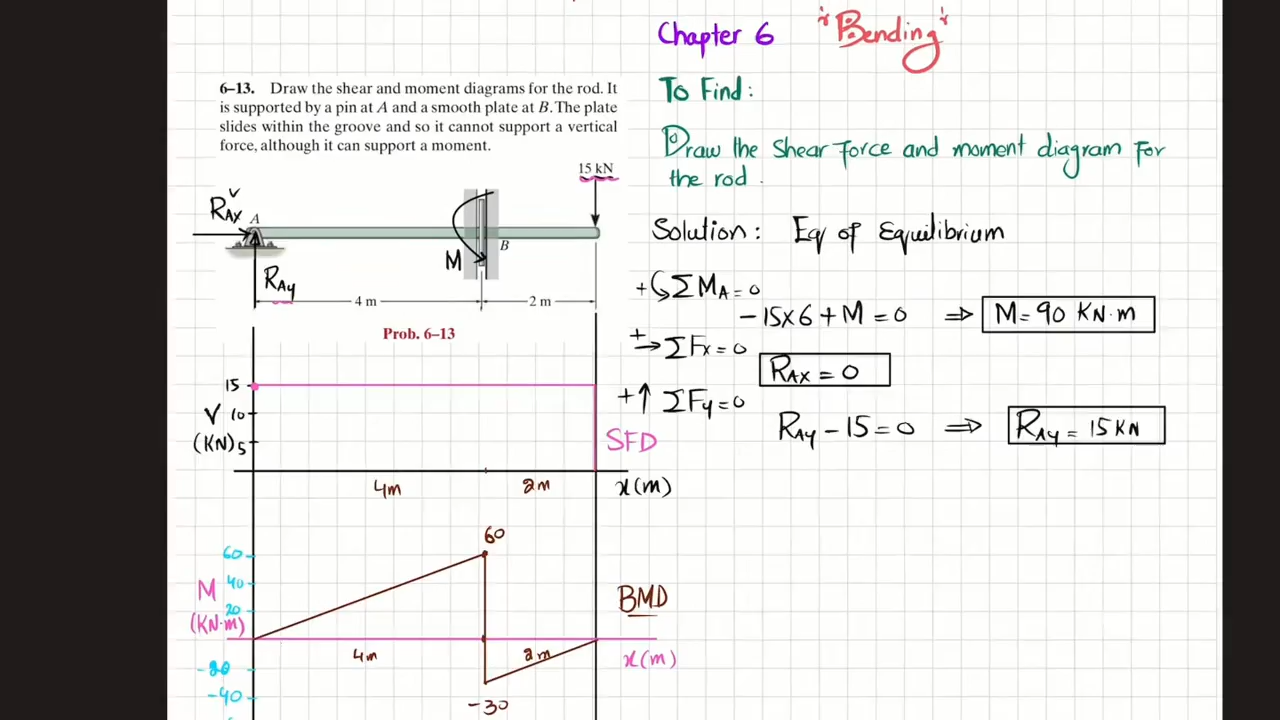 Chapter 6 "Bending"
6–13. Draw the shear and moment diagrams for the rod. It
is supported by a pin at A and a smooth plate at B. The plate
slides within the groove and so it cannot support a vertical
force, although it can support a moment.
15 kN
RAx
A
B
M
RAy
4 m
2 m
Prob. 6–13
To Find:
Draw the shear force and moment diagram for
the rod.
Solution: Eq of Equilibrium
+ ΣMA=0
-15x6+M=0 ⇒ M=90 KN·m
+→ ΣFx=0
RAx=0
+↑ ΣFy=0
RAy-15=0 ⇒ RAy=15KN
15
V 10
(KN) 5
SFD
4m
2m
x(m)
60
60
M 40
20
(KN·m)
BMD
4m
2m
x(m)
-20
-40
-30